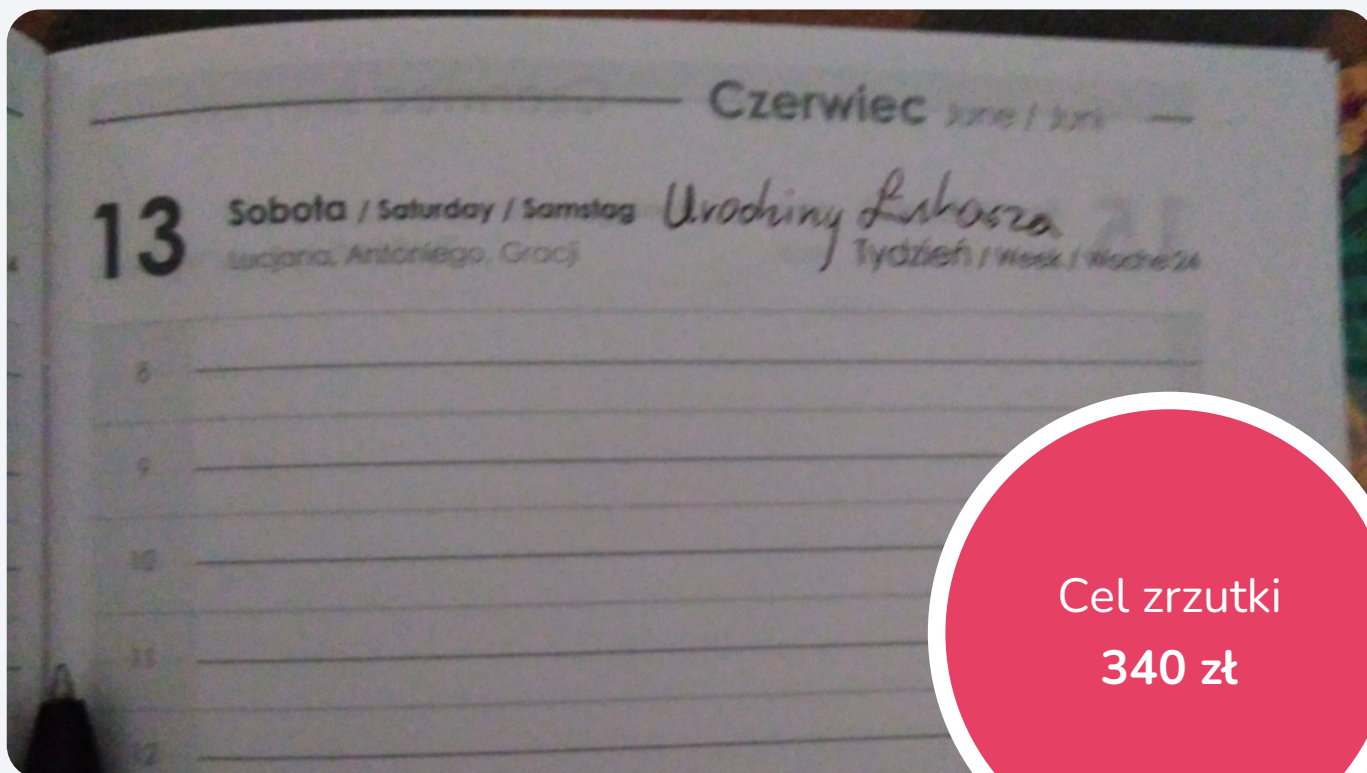 Czerwiec June / Juni
13 Sobota / Saturday / Samstag Urodziny Łukasza
Lucjana, Antoniego, Gracji
Tydzień / Week / Woche 24
8
9
10
11
12
Cel zrzutki
340 zł